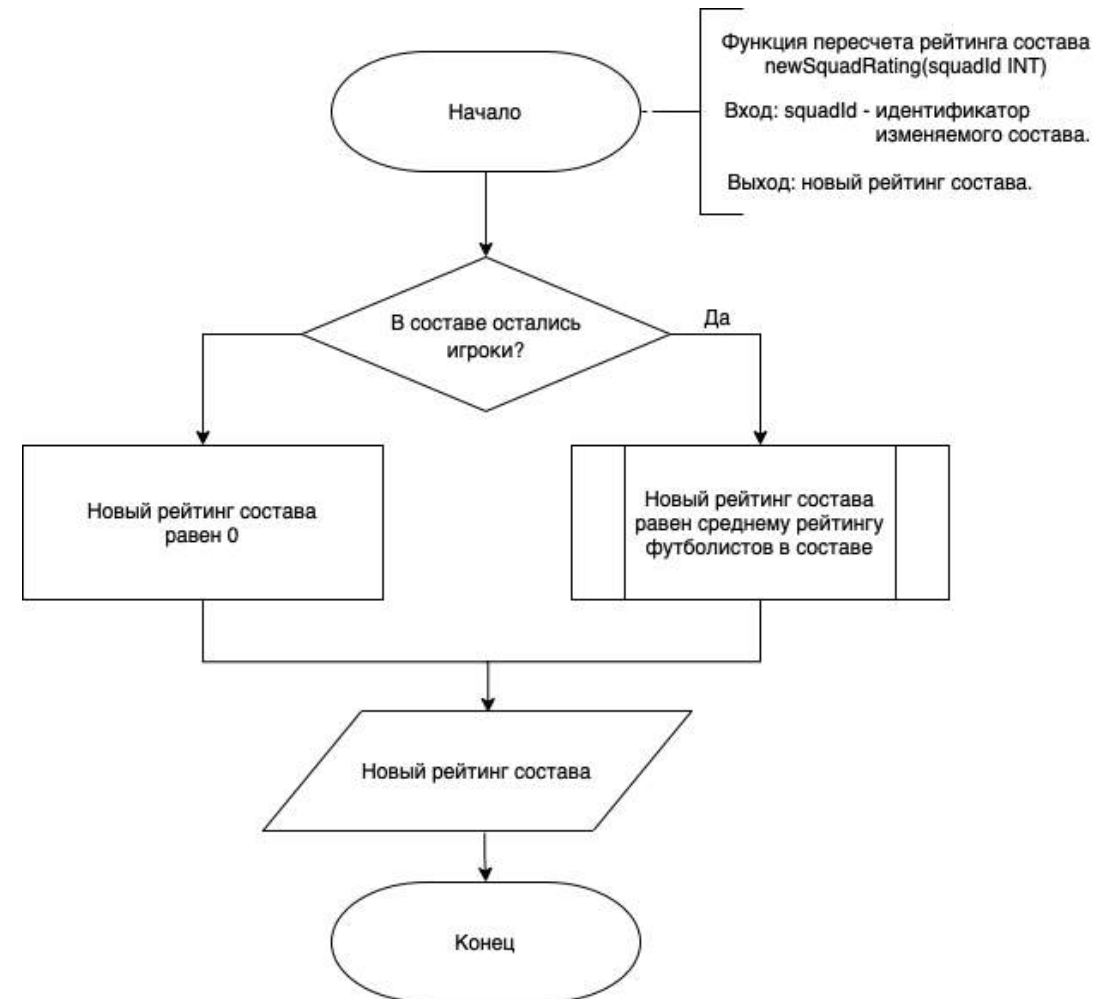 Функция пересчета рейтинга состава
newSquadRating(squadId INT)
Вход: squadId - идентификатор
изменяемого состава.
Выход: новый рейтинг состава.
Начало
В составе остались
игроки?
Да
Новый рейтинг состава
равен 0
Новый рейтинг состава
равен среднему рейтингу
футболистов в составе
Новый рейтинг состава
Конец